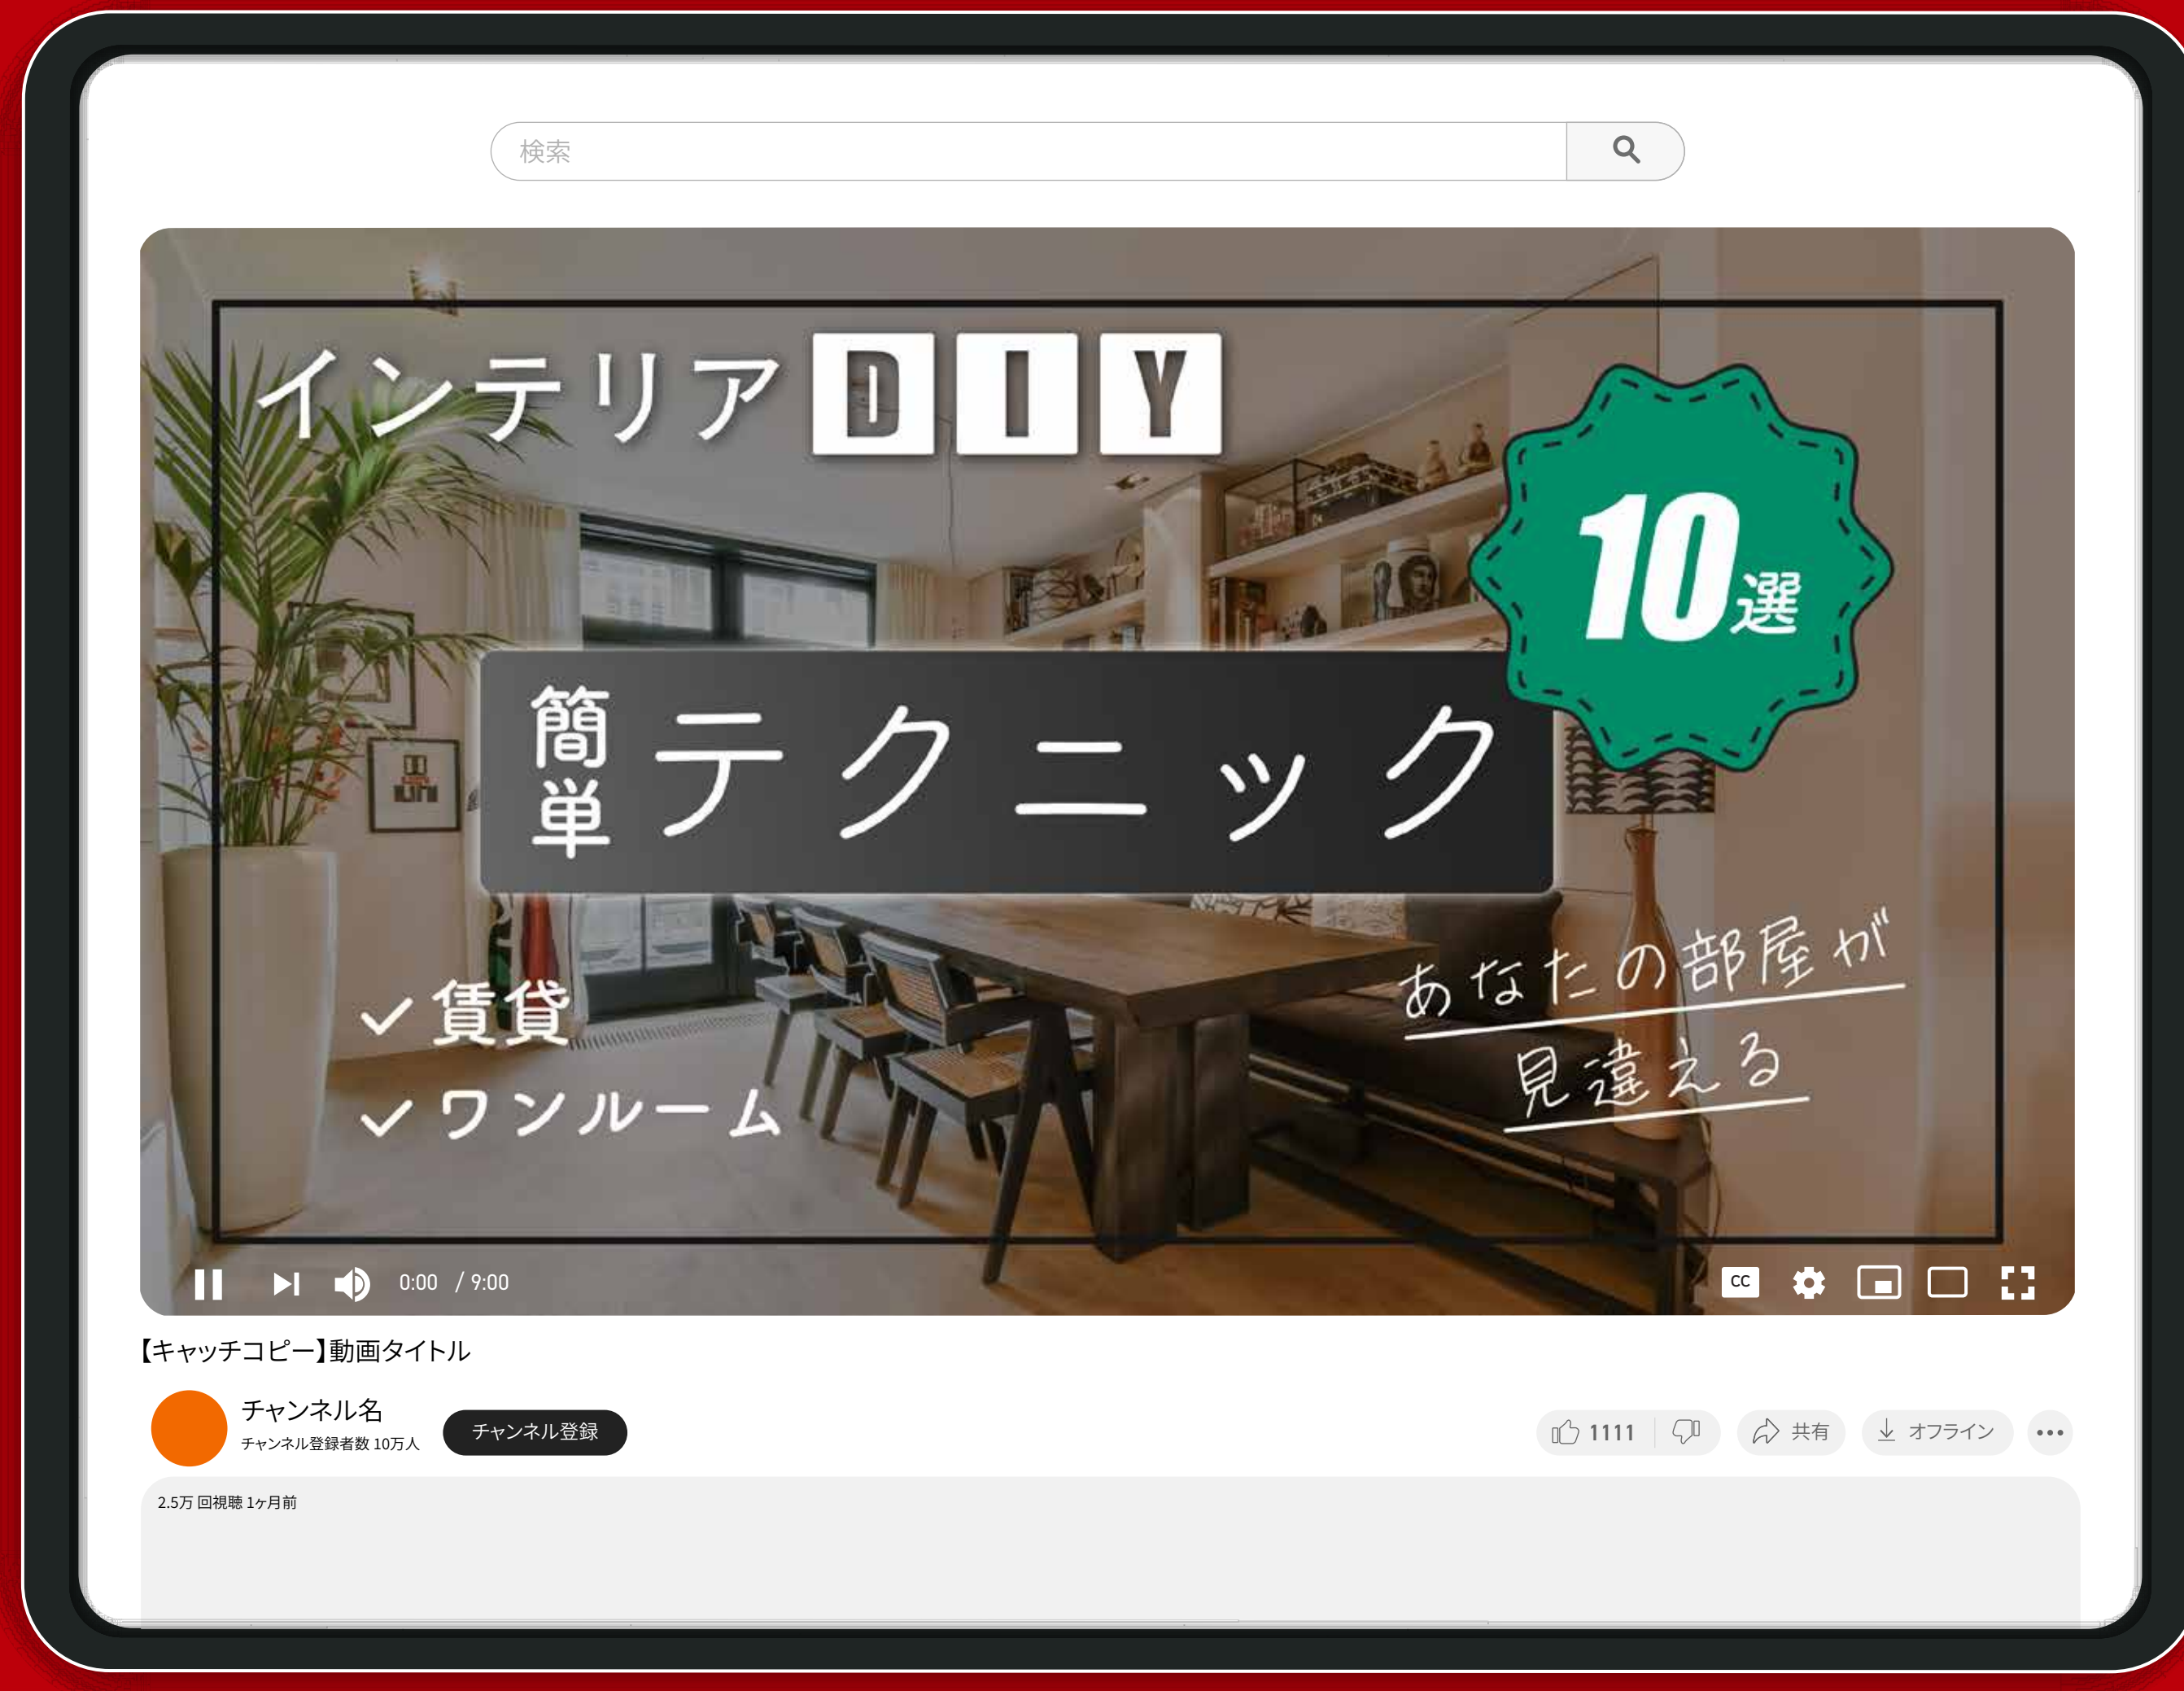 検索
インテリアDIY
10選
簡単テクニック
✓賃貸
✓ワンルーム
あなたの部屋が
見違える
0:00 / 9:00
CC
【キャッチコピー】動画タイトル
チャンネル名
チャンネル登録者数 10万人
チャンネル登録
1111
共有
オフライン
2.5万 回視聴 1ヶ月前